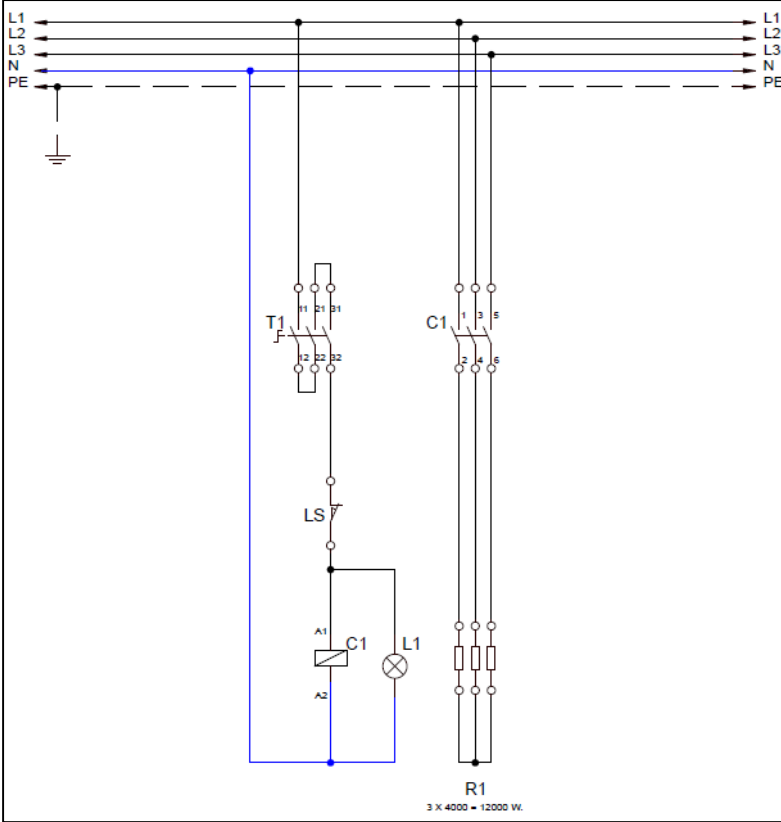 L1 L1
L2 L2
L3 L3
N N
PE PE
11 21 31
1 3 5
T1 C1
12 22 32
2 4 6
LS
A1
C1 L1
A2
R1
3 X 4000 = 12000 W.